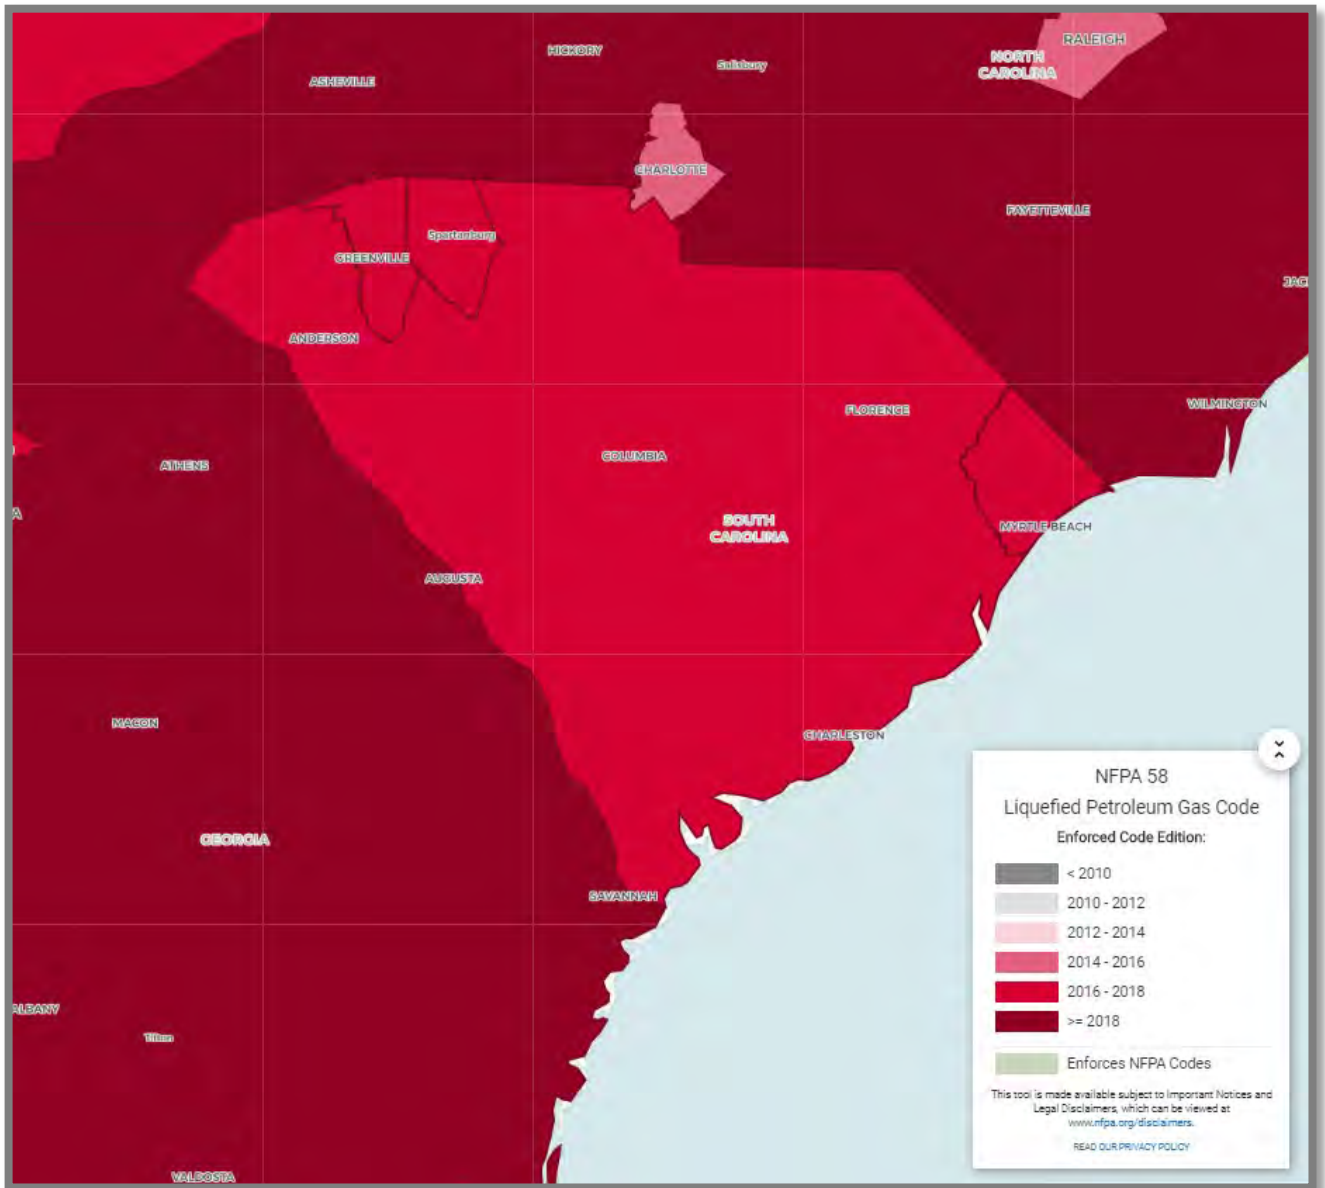 HICKORY
Salisbury
RALEIGH
NORTH
CAROLINA
ASHEVILLE
CHARLOTTE
FAYETTEVILLE
Spartanburg
GREENVILLE
JAC
ANDERSON
WILMINGTON
FLORENCE
COLUMBIA
ATHENS
A
SOUTH
CAROLINA
MYRTLE BEACH
AUGUSTA
MACON
CHARLESTON
GEORGIA
SAVANNAH
ALBANY
Tifton
VALDOSTA
NFPA 58
Liquefied Petroleum Gas Code
Enforced Code Edition:
< 2010
2010 - 2012
2012 - 2014
2014 - 2016
2016 - 2018
>= 2018
Enforces NFPA Codes
This tool is made available subject to Important Notices and
Legal Disclaimers, which can be viewed at
www.nfpa.org/disclaimers.
READ OUR PRIVACY POLICY